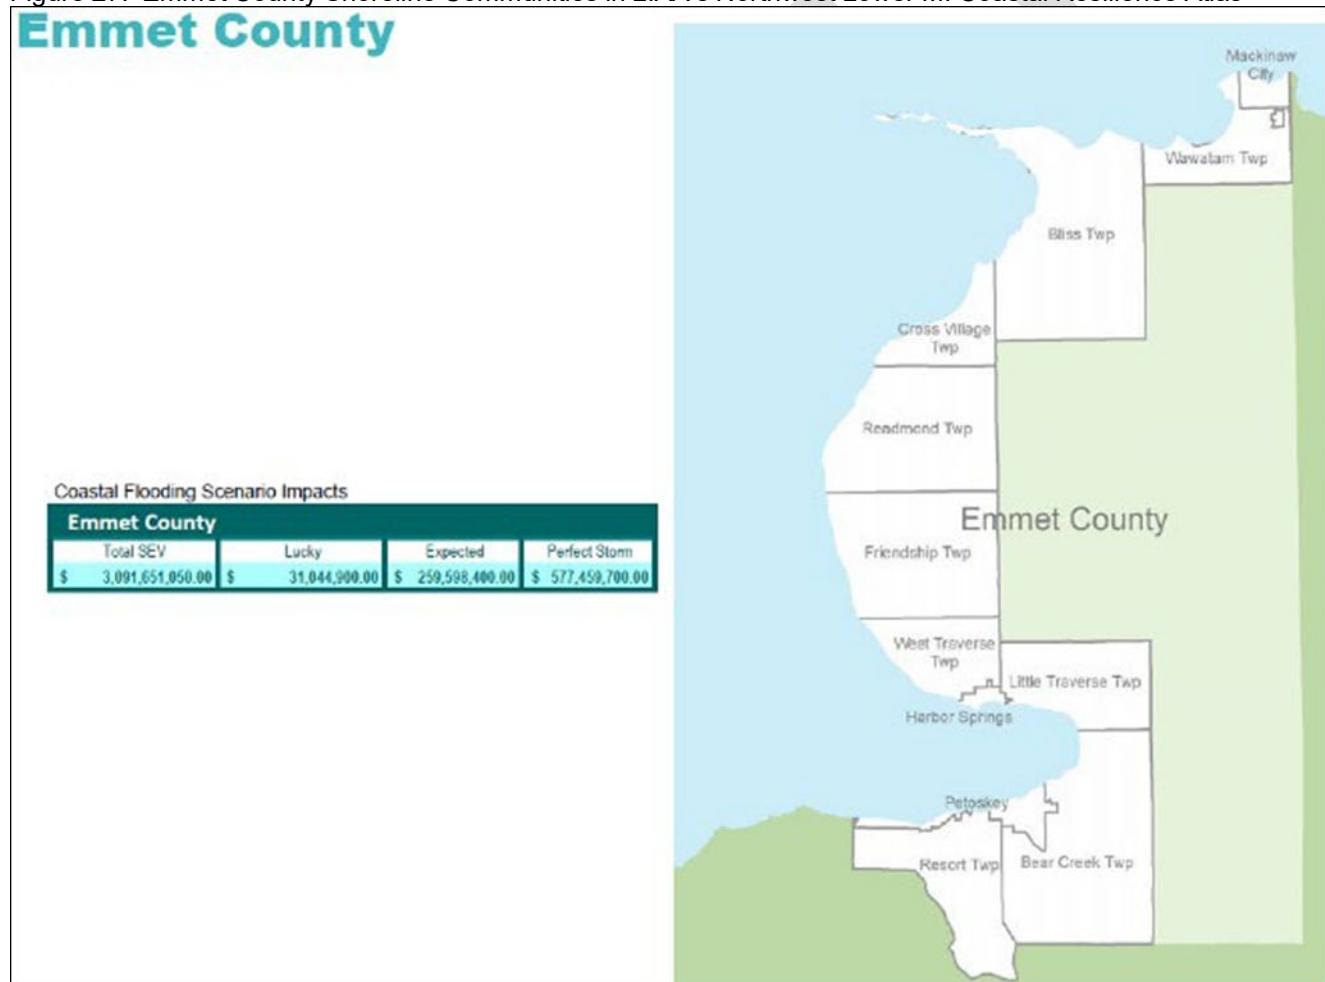 Emmet County
Mackinaw
City
Wawatam Twp
Bliss Twp
Cross Village
Twp
Readmond Twp
Emmet County
Friendship Twp
West Traverse
Twp
Little Traverse Twp
Harbor Springs
Petoskey
Resort Twp
Bear Creek Twp
Coastal Flooding Scenario Impacts
Emmet County
Total SEV Lucky Expected Perfect Storm
$ 3,091,651,050.00 $ 31,044,900.00 $ 259,598,400.00 $ 577,459,700.00